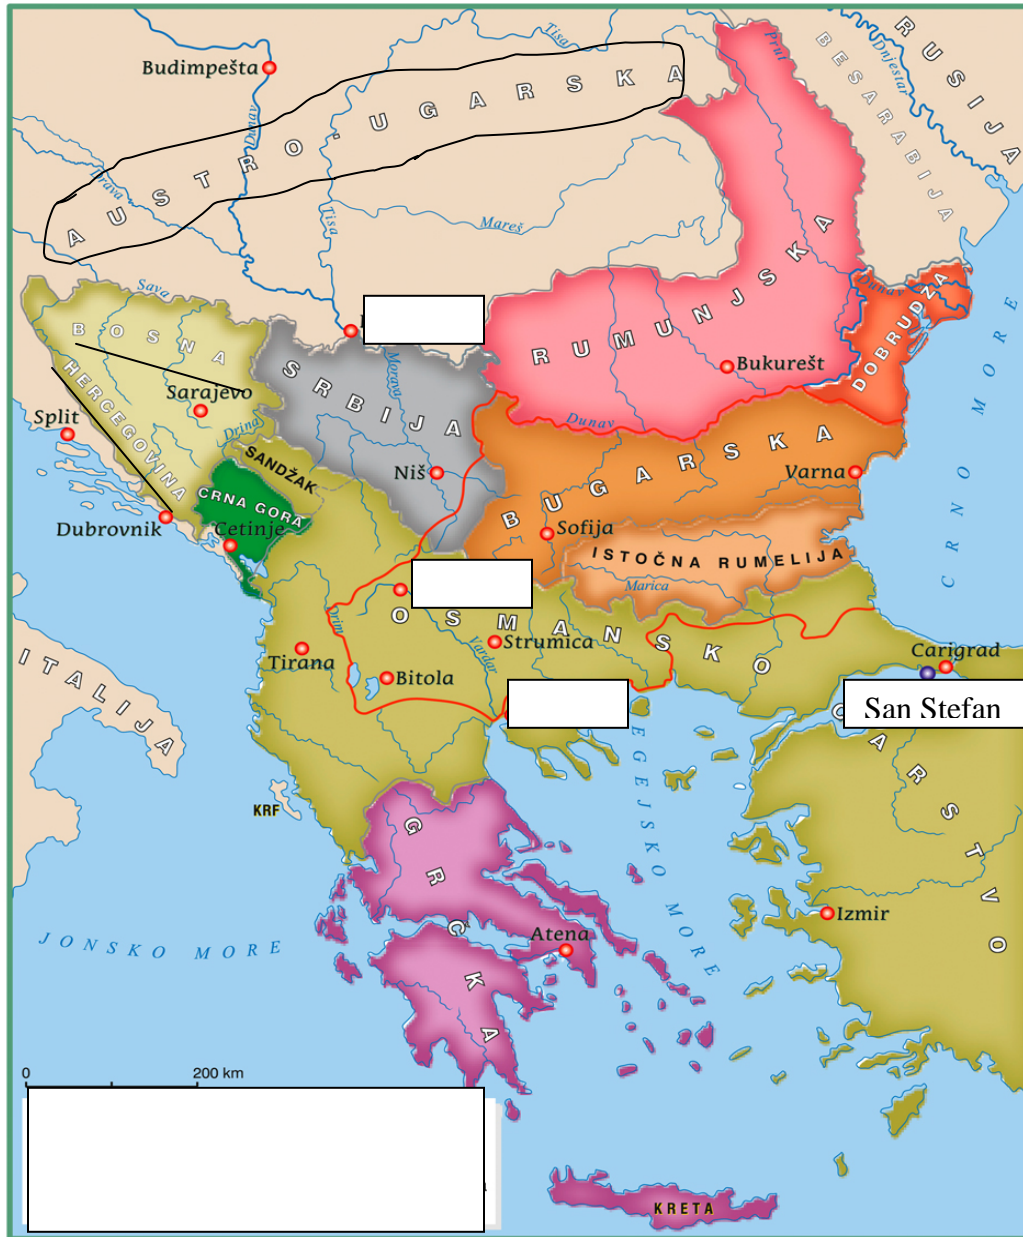 Tisa
Prut
Dnjestar
RUSIJA
BESARABIJA
Budimpešta
Dunav
AUSTRO-UGARSKA
Drava
Tisa
Mareš
Sava
BOSNA
HERCEGOVINA
Sarajevo
Split
Drina
Dubrovnik
SANDŽAK
CRNA GORA
Cetinje
SRBIJA
Morava
Niš
RUMUNJSKA
Bukurešt
Dunav
Dunav
DOBRUDŽA
CRNO MORE
BUGARSKA
Varna
Sofija
ISTOČNA RUMELIJA
Marica
OSMANSKO
CARSTVO
Drim
Vardar
Strumica
Tirana
Bitola
Carigrad
San Stefan
ITALIJA
KRF
EGEJSKO MORE
GRČKA
Atena
Izmir
JONSKO MORE
KRETA
0 200 km